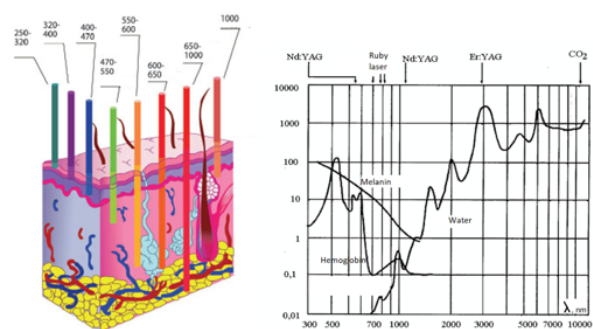 250-
320
320-
400
400-
470
470-
550
550-
600
600-
650
650-
1000
1000
Nd:YAG
Ruby
laser
Nd:YAG
Er:YAG
CO2
10000
1000
100
10
1
0,1
0,01
Melanin
Water
Hemoglobin
λ, nm
300 500 700 1000 2000 3000 5000 7000 10000